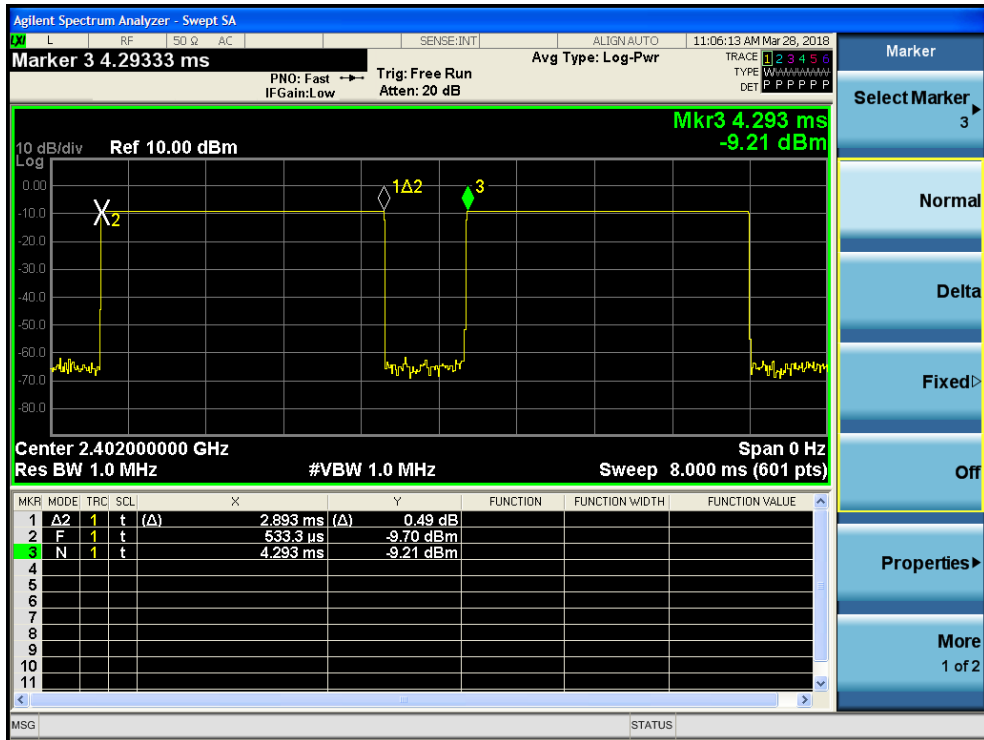 Agilent Spectrum Analyzer - Swept SA
LXI L RF 50 Ω AC SENSE:INT ALIGN AUTO 11:06:13 AM Mar 28, 2018
Marker 3 4.29333 ms
PNO: Fast
IFGain:Low
Trig: Free Run
Atten: 20 dB
Avg Type: Log-Pwr
TRACE 1 2 3 4 5 6
TYPE WWWWWW
DET P P P P P P
Mkr3 4.293 ms
-9.21 dBm
10 dB/div Ref 10.00 dBm
Log
0.00
-10.0
-20.0
-30.0
-40.0
-50.0
-60.0
-70.0
-80.0
2
1Δ2
3
Center 2.402000000 GHz Span 0 Hz
Res BW 1.0 MHz #VBW 1.0 MHz Sweep 8.000 ms (601 pts)
MKR MODE TRC SCL X Y FUNCTION FUNCTION WIDTH FUNCTION VALUE
1 Δ2 1 t (Δ) 2.893 ms (Δ) 0.49 dB
2 F 1 t 533.3 µs -9.70 dBm
3 N 1 t 4.293 ms -9.21 dBm
4
5
6
7
8
9
10
11
MSG STATUS
Marker
Select Marker
3
Normal
Delta
Fixed
Off
Properties
More
1 of 2